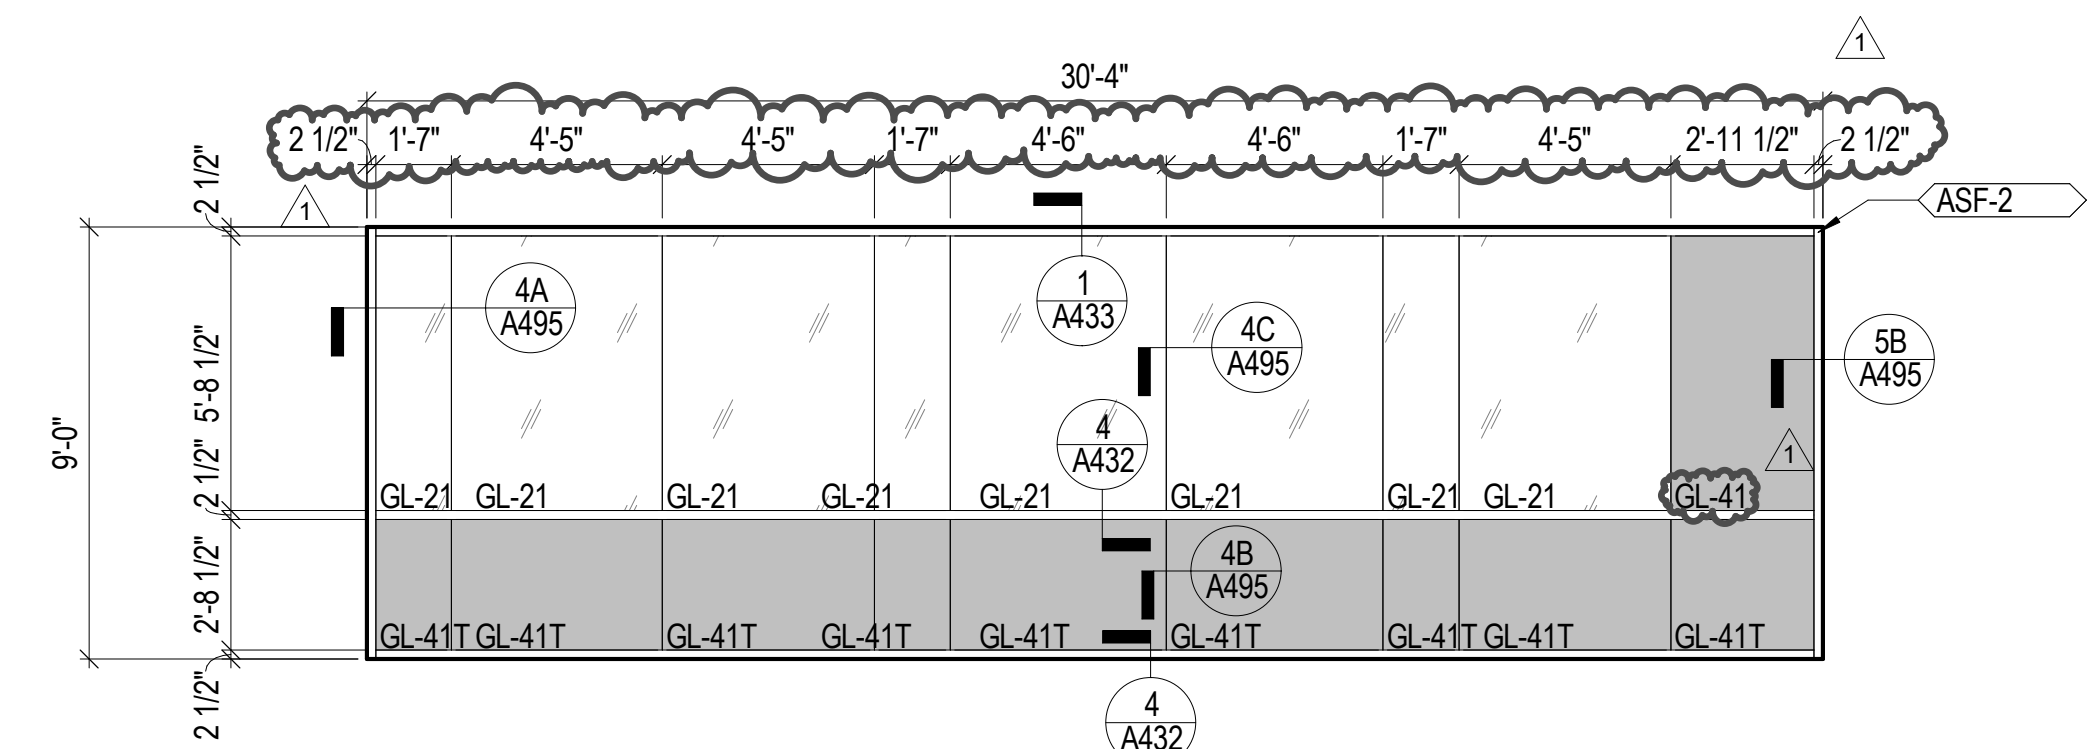 1
30'-4"
2 1/2" 1'-7" 4'-5" 4'-5" 1'-7" 4'-6" 4'-6" 1'-7" 4'-5" 2'-11 1/2" 2 1/2"
2 1/2"
1
ASF-2
4A
A495
1
A433
4C
A495
5B
A495
5'-8 1/2"
9'-0"
4
A432
1
2 1/2"
GL-21 GL-21 GL-21 GL-21 GL-21 GL-21 GL-21 GL-21 GL-41
4B
A495
2'-8 1/2"
GL-41T GL-41T GL-41T GL-41T GL-41T GL-41T GL-41T GL-41T GL-41T
2 1/2"
4
A432